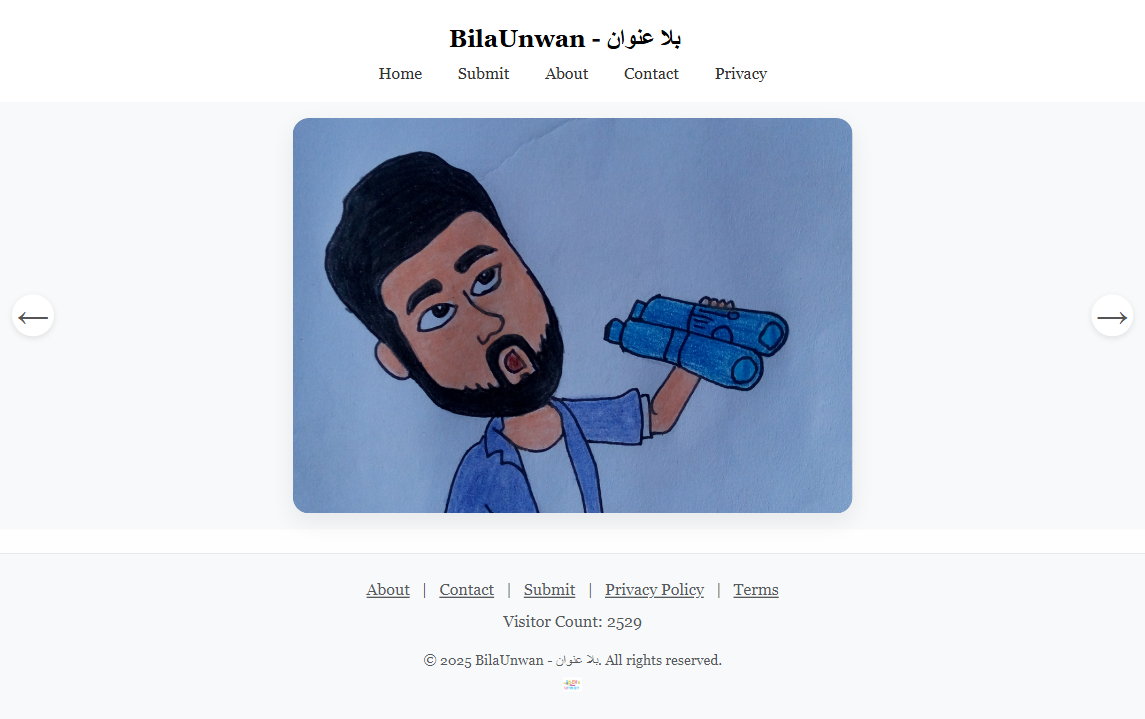 BilaUnwan - بلا عنوان
Home Submit About Contact Privacy
←
→
About | Contact | Submit | Privacy Policy | Terms
Visitor Count: 2529
© 2025 BilaUnwan - بلا عنوان. All rights reserved.